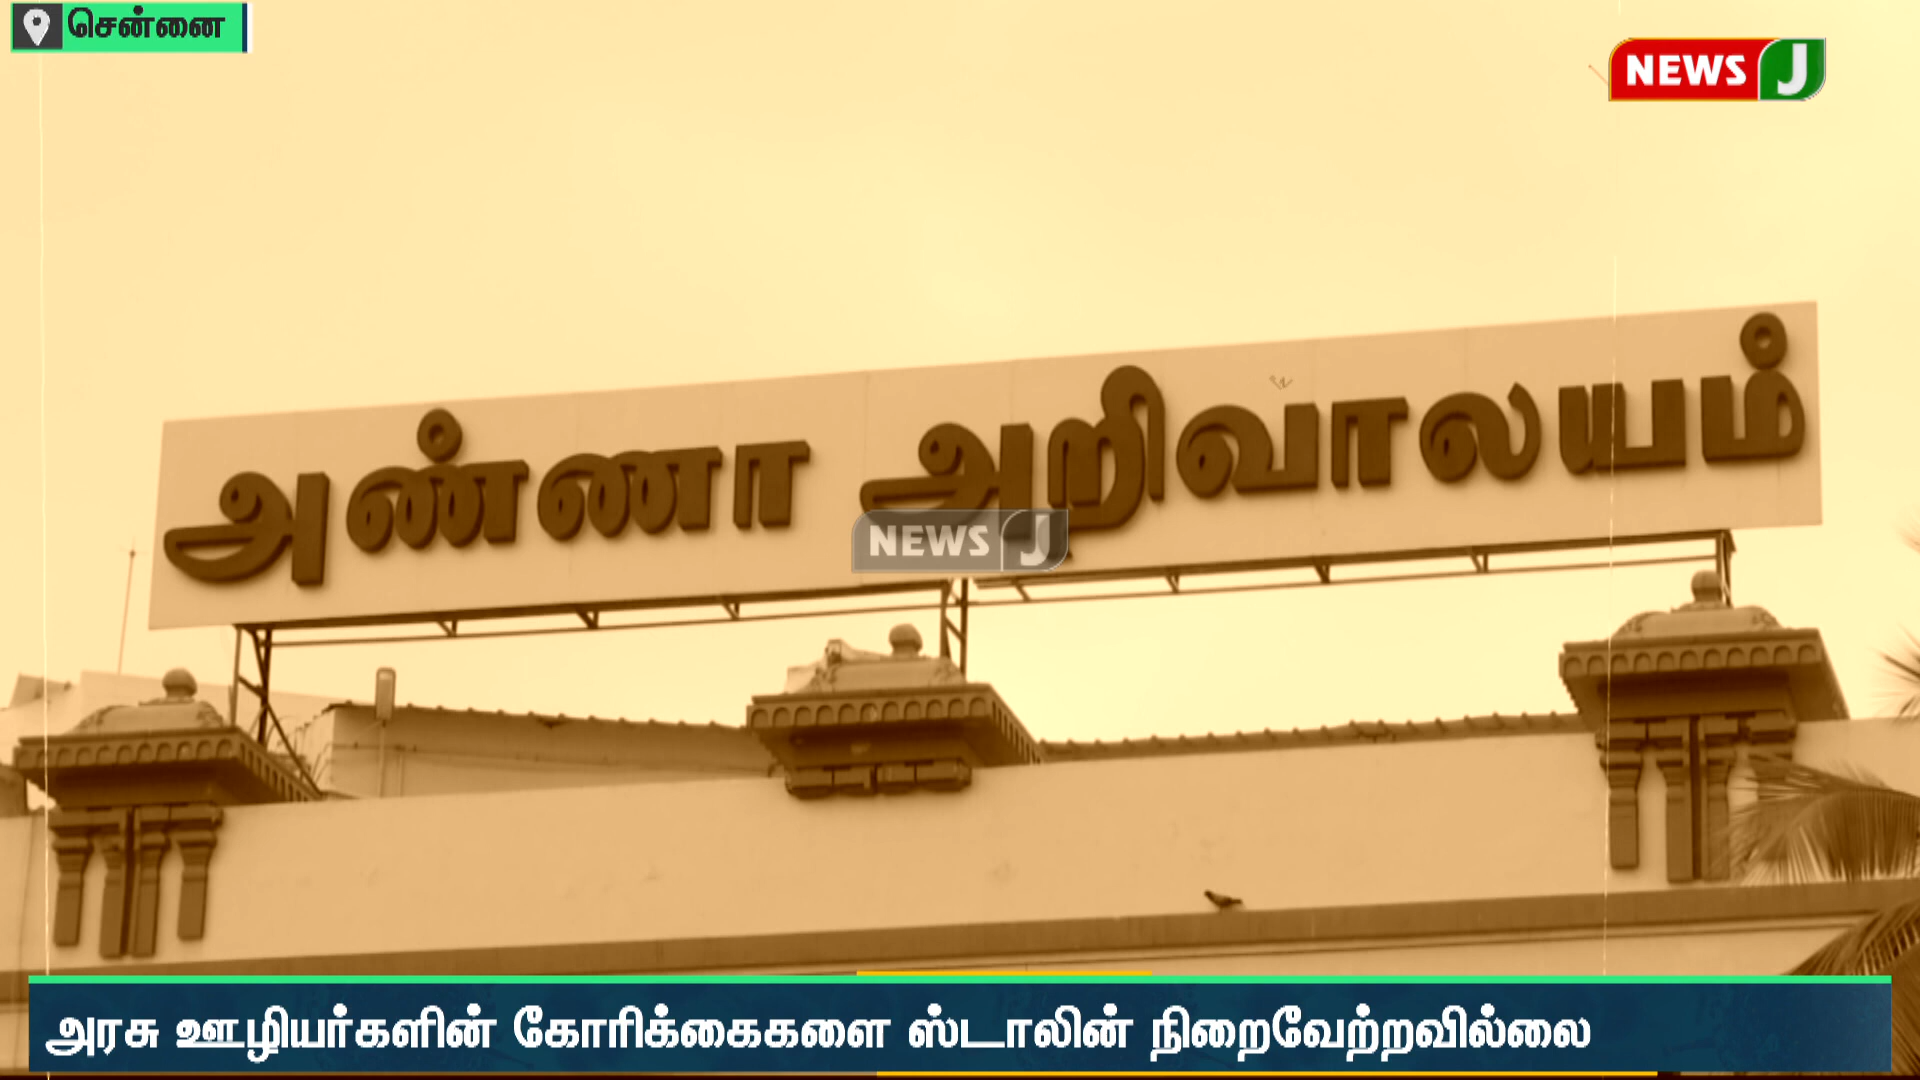 சென்னை
NEWS J
அண்ணா அறிவாலயம்
NEWS J
அரசு ஊழியர்களின் கோரிக்கைகளை ஸ்டாலின் நிறைவேற்றவில்லை